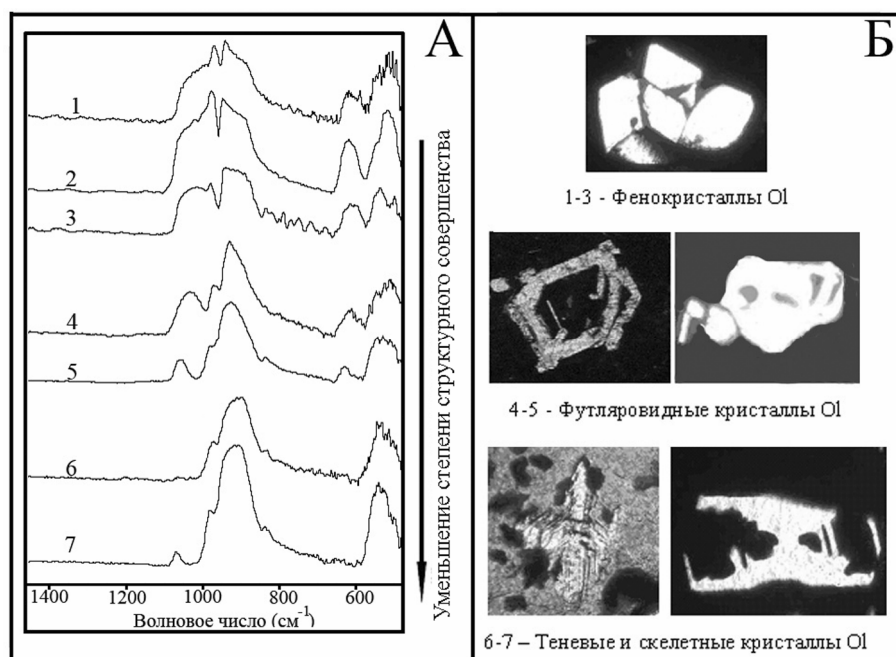 А
1
2
3
4
5
6
7
1400 1200 1000 800 600
Волновое число (см⁻¹)
Уменьшение степени структурного совершенства
Б
1-3 - Фенокристаллы Ol
4-5 - Футляровидные кристаллы Ol
6-7 – Теневые и скелетные кристаллы Ol